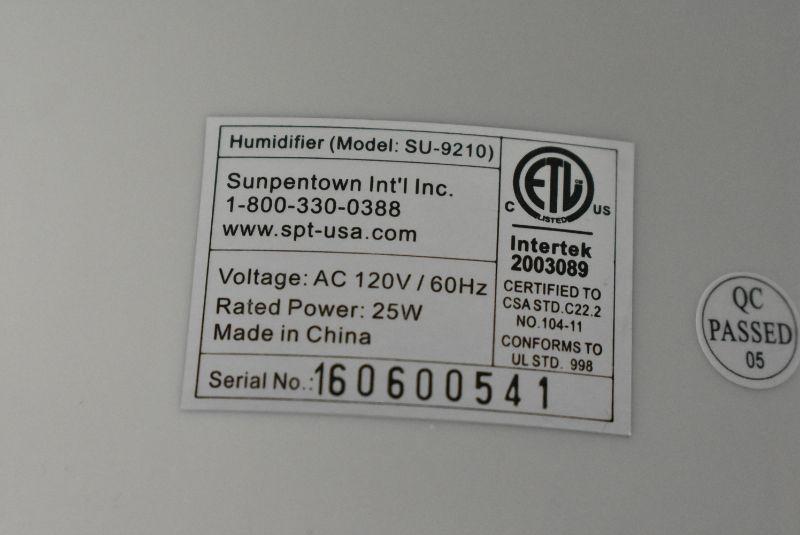 Humidifier (Model: SU-9210)
Sunpentown Int'l Inc.
1-800-330-0388
www.spt-usa.com
Voltage: AC 120V / 60Hz
Rated Power: 25W
Made in China
Serial No.: 160600541
ETL
CM
LISTED
C US
Intertek
2003089
CERTIFIED TO
CSA STD.C22.2
NO.104-11
CONFORMS TO
UL STD. 998
QC
PASSED
05